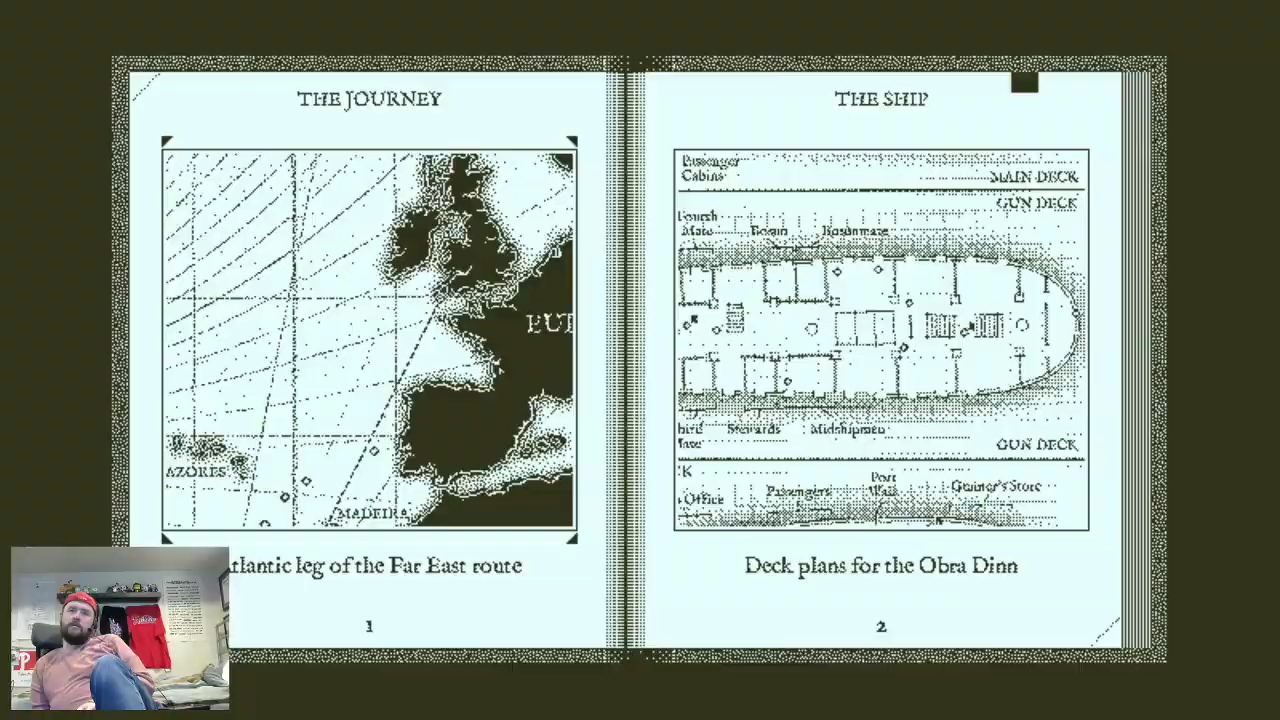 THE JOURNEY
EU
AZORES
MADEIRA
tlantic leg of the Far East route
1
THE SHIP
Passenger
Cabins
MAIN DECK
GUN DECK
Fourth
Mate
Bosun
Bosunmate
Stewards
Midshipmen
GUN DECK
Office
Passengers
Port
Walk
Gunner's Store
Deck plans for the Obra Dinn
2